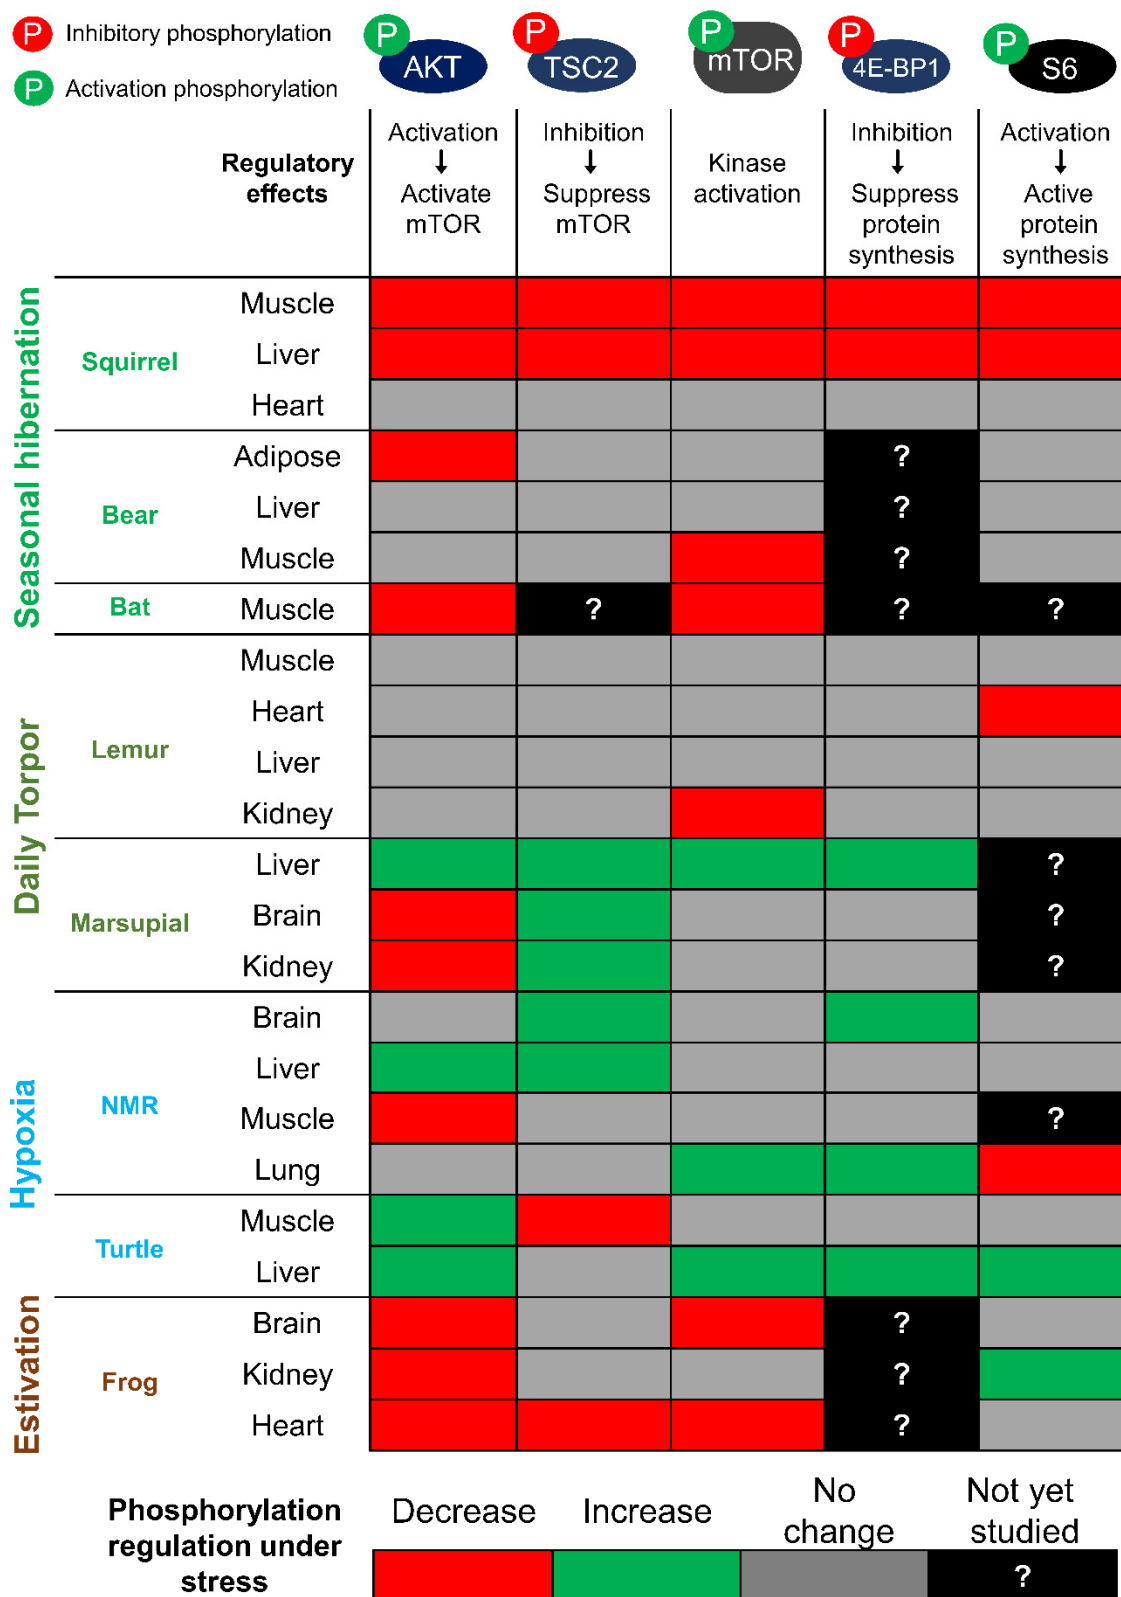 P Inhibitory phosphorylation
P Activation phosphorylation
P AKT
P TSC2
P mTOR
P 4E-BP1
P S6
Regulatory effects
Activation
↓
Activate
mTOR
Inhibition
↓
Suppress
mTOR
Kinase
activation
Inhibition
↓
Suppress
protein
synthesis
Activation
↓
Active
protein
synthesis
Seasonal hibernation
Squirrel
Muscle
Liver
Heart
Bear
Adipose ?
Liver ?
Muscle ?
Bat
Muscle ? ? ?
Daily Torpor
Lemur
Muscle
Heart
Liver
Kidney
Marsupial
Liver ?
Brain ?
Kidney ?
Hypoxia
NMR
Brain
Liver
Muscle ?
Lung
Turtle
Muscle
Liver
Estivation
Frog
Brain ?
Kidney ?
Heart ?
Phosphorylation
regulation under
stress
Decrease
Increase
No
change
Not yet
studied
?